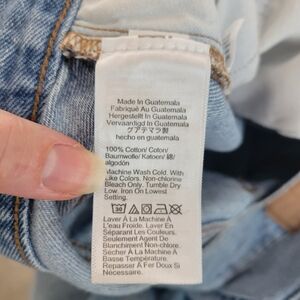 Made In Guatemala
Fabriqué Au Guatemala
Hergestellt In Guatemala
Vervaardigd In Guatemala
グアテマラ製
hecho en Guatemala
100% Cotton/ Coton/
Baumwolle/ Katoen/ 綿/
algodón
Machine Wash Cold. With
Like Colors. Non-chlorine
Bleach Only. Tumble Dry
Low. Iron On Lowest
Setting.
30
Laver À La Machine À
L'eau Froide. Laver En
Séparant Les Couleurs.
Seulement Agent De
Blanchiment Non Chloré.
Séchage À La Machine À
Basse Température.
Repasser À Fer Doux Si
Nécessaire.